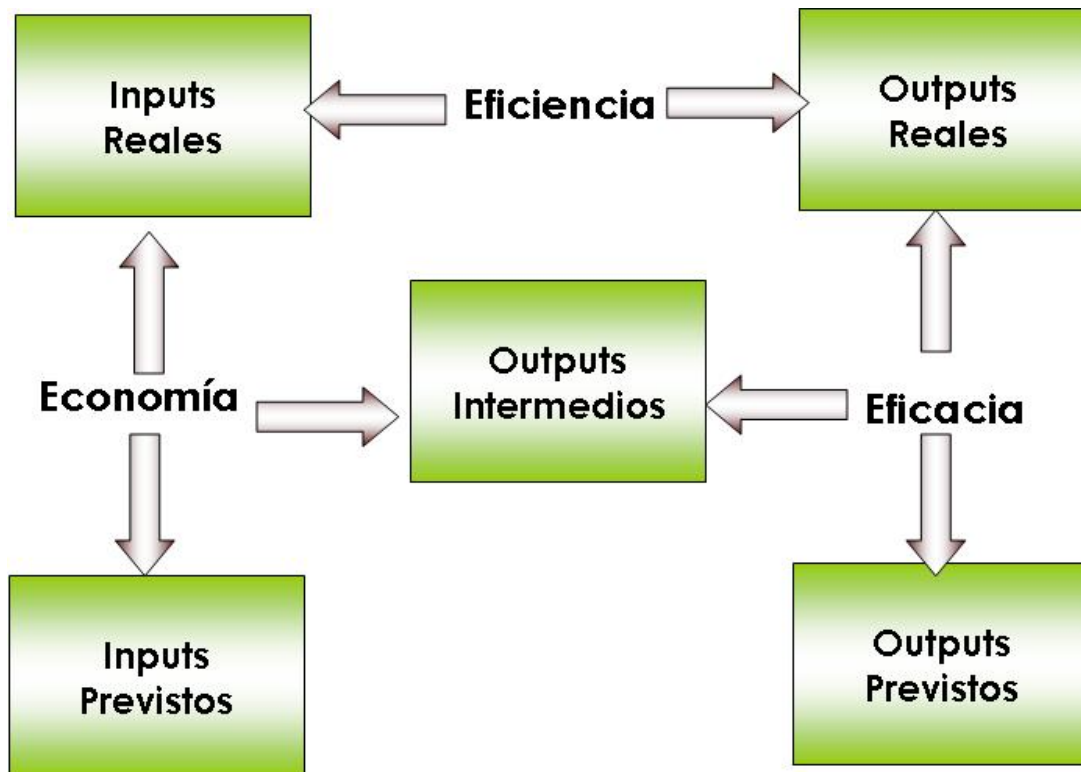 Inputs
Reales
Eficiencia
Outputs
Reales
Economía
Outputs
Intermedios
Eficacia
Inputs
Previstos
Outputs
Previstos